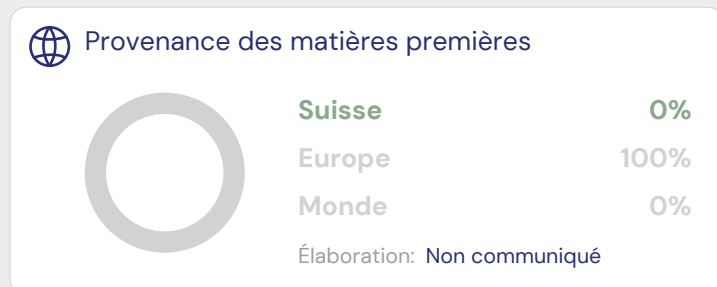 Provenance des matières premières
Suisse 0%
Europe 100%
Monde 0%
Élaboration: Non communiqué